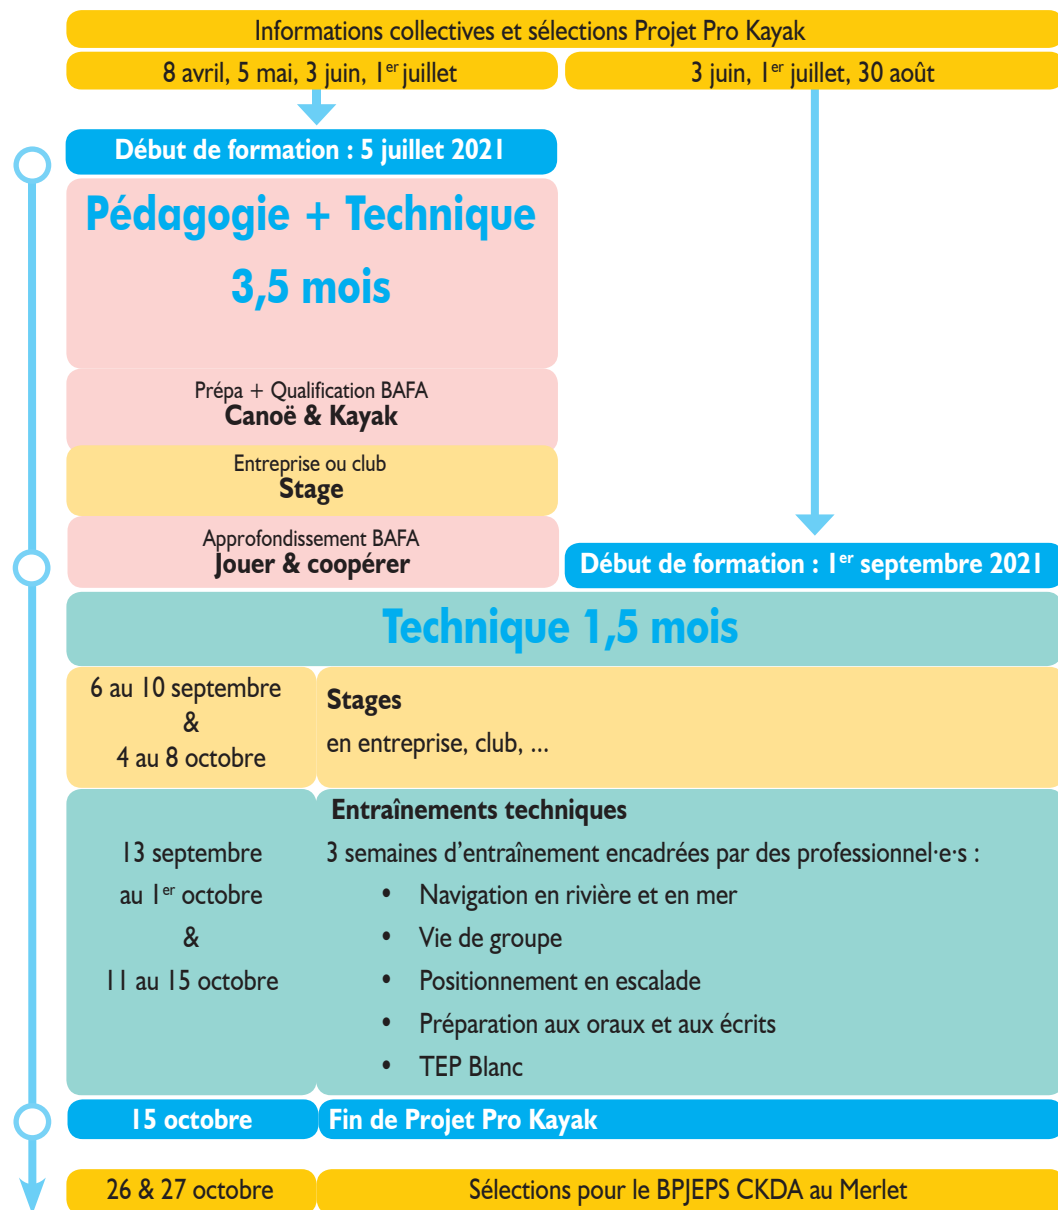 Informations collectives et sélections Projet Pro Kayak
8 avril, 5 mai, 3 juin, 1er juillet
3 juin, 1er juillet, 30 août
Début de formation : 5 juillet 2021
Pédagogie + Technique
3,5 mois
Prépa + Qualification BAFA
Canoë & Kayak
Entreprise ou club
Stage
Approfondissement BAFA
Jouer & coopérer
Début de formation : 1er septembre 2021
Technique 1,5 mois
6 au 10 septembre
&
4 au 8 octobre
Stages
en entreprise, club, ...
13 septembre
au 1er octobre
&
11 au 15 octobre
Entraînements techniques
3 semaines d'entraînement encadrées par des professionnel·e·s :
• Navigation en rivière et en mer
• Vie de groupe
• Positionnement en escalade
• Préparation aux oraux et aux écrits
• TEP Blanc
15 octobre
Fin de Projet Pro Kayak
26 & 27 octobre
Sélections pour le BPJEPS CKDA au Merlet